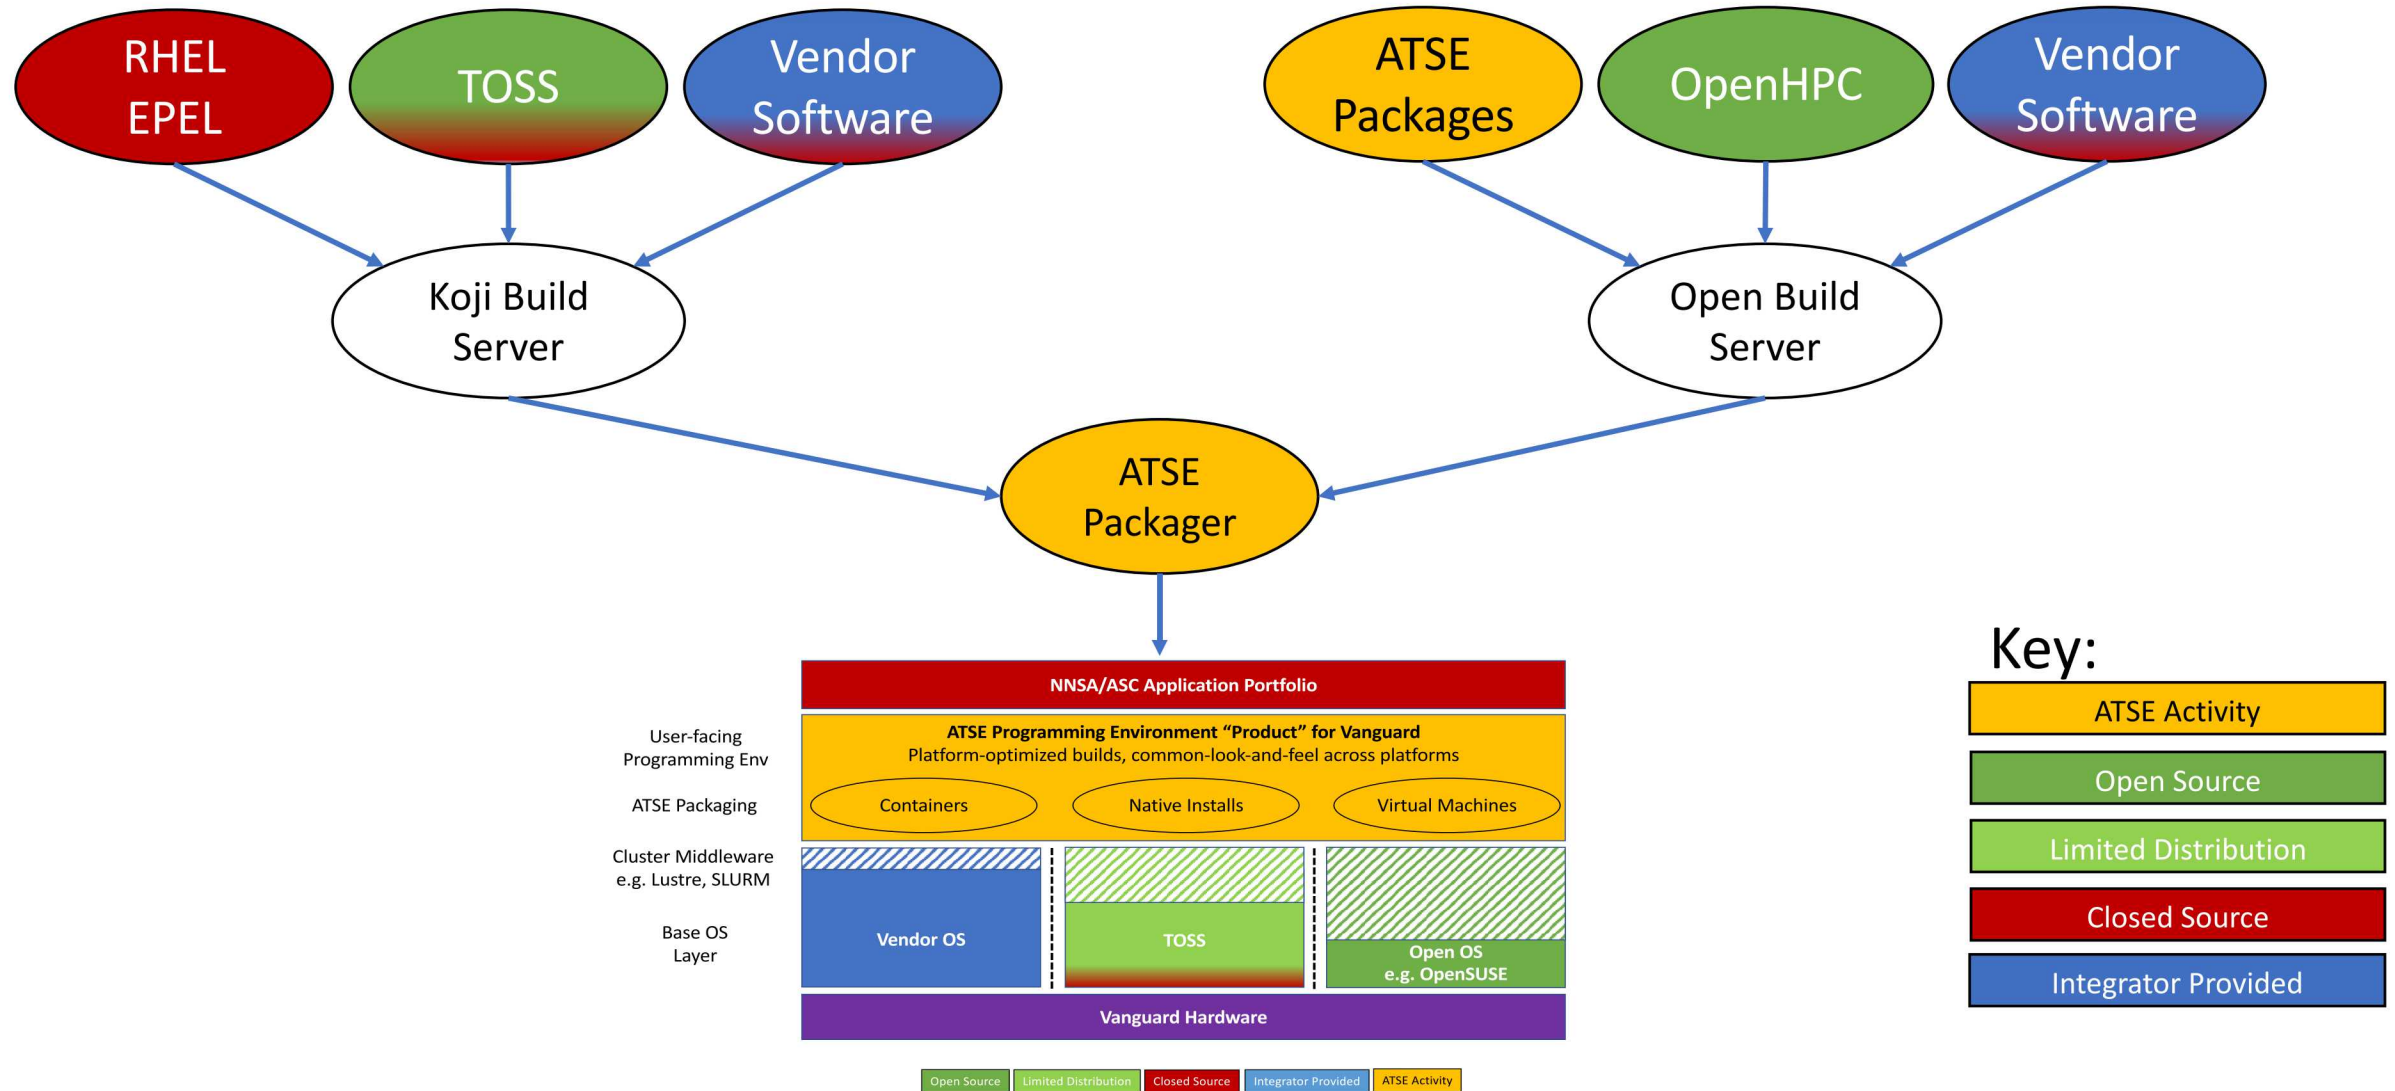 RHEL
EPEL
TOSS
Vendor
Software
ATSE
Packages
OpenHPC
Vendor
Software
Koji Build
Server
Open Build
Server
ATSE
Packager
Key:
ATSE Activity
Open Source
Limited Distribution
Closed Source
Integrator Provided
NNSA/ASC Application Portfolio
User-facing
Programming Env
ATSE Programming Environment “Product” for Vanguard
Platform-optimized builds, common-look-and-feel across platforms
ATSE Packaging
Containers
Native Installs
Virtual Machines
Cluster Middleware
e.g. Lustre, SLURM
Base OS
Layer
Vendor OS
TOSS
Open OS
e.g. OpenSUSE
Vanguard Hardware
Open Source
Limited Distribution
Closed Source
Integrator Provided
ATSE Activity